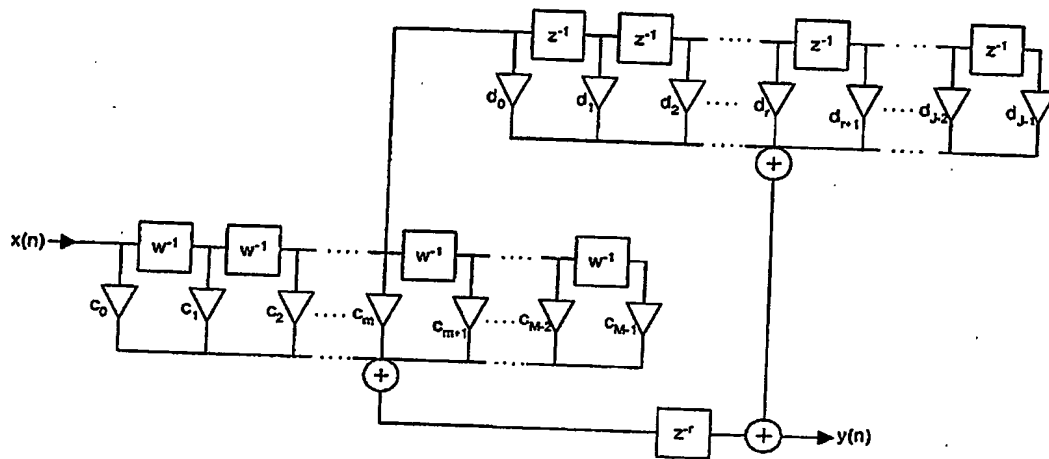 z⁻¹ z⁻¹ .... z⁻¹ .... z⁻¹
d₀ d₁ d₂ .... dᵣ dᵣ₊₁ .... d_J-2 d_J-1
.... ....
+
x(n) w⁻¹ w⁻¹ .... w⁻¹ .... w⁻¹
c₀ c₁ c₂ .... cₘ cₘ₊₁ .... c_M-2 c_M-1
.... ....
+
z⁻ʳ + y(n)